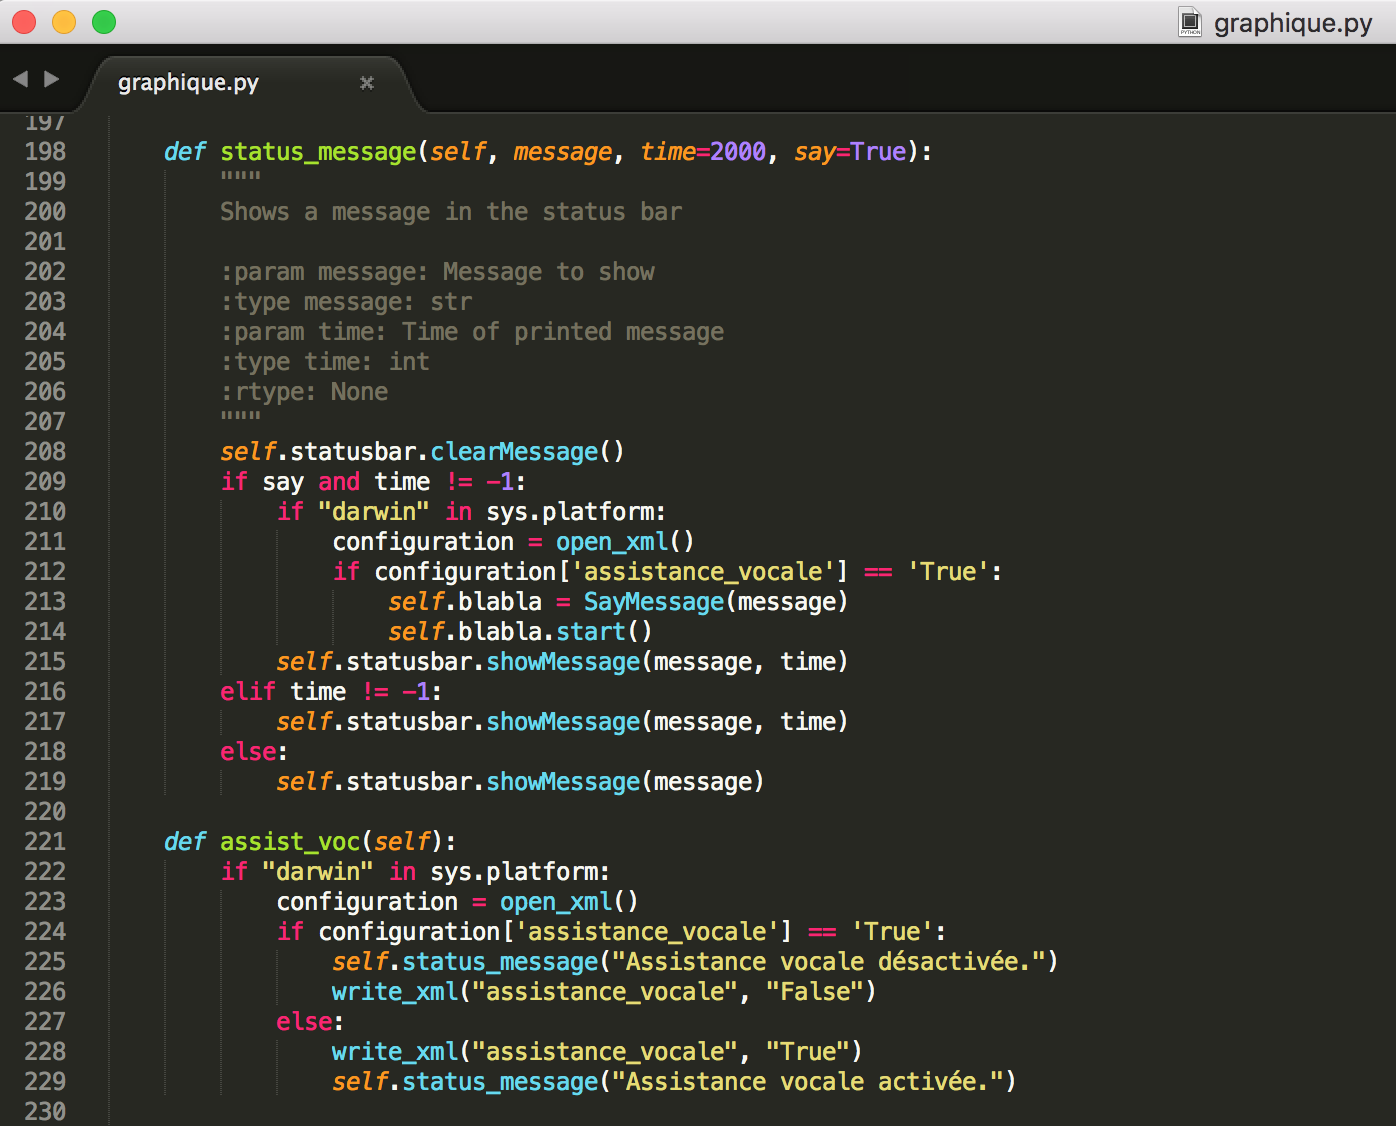 graphique.py
graphique.py
197
198 def status_message(self, message, time=2000, say=True):
199 """
200 Shows a message in the status bar
201
202 :param message: Message to show
203 :type message: str
204 :param time: Time of printed message
205 :type time: int
206 :rtype: None
207 """
208 self.statusbar.clearMessage()
209 if say and time != -1:
210 if "darwin" in sys.platform:
211 configuration = open_xml()
212 if configuration['assistance_vocale'] == 'True':
213 self.blabla = SayMessage(message)
214 self.blabla.start()
215 self.statusbar.showMessage(message, time)
216 elif time != -1:
217 self.statusbar.showMessage(message, time)
218 else:
219 self.statusbar.showMessage(message)
220
221 def assist_voc(self):
222 if "darwin" in sys.platform:
223 configuration = open_xml()
224 if configuration['assistance_vocale'] == 'True':
225 self.status_message("Assistance vocale désactivée.")
226 write_xml("assistance_vocale", "False")
227 else:
228 write_xml("assistance_vocale", "True")
229 self.status_message("Assistance vocale activée.")
230